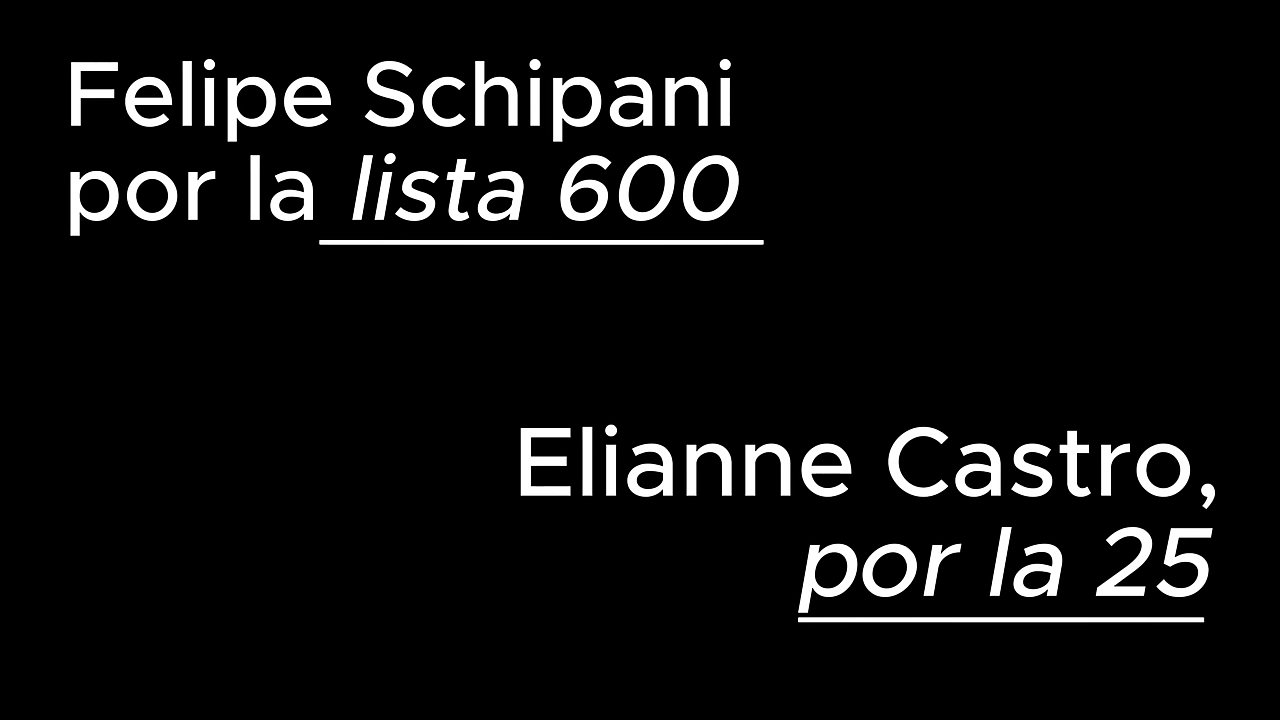 Felipe Schipani
por la lista 600
Elianne Castro,
por la 25